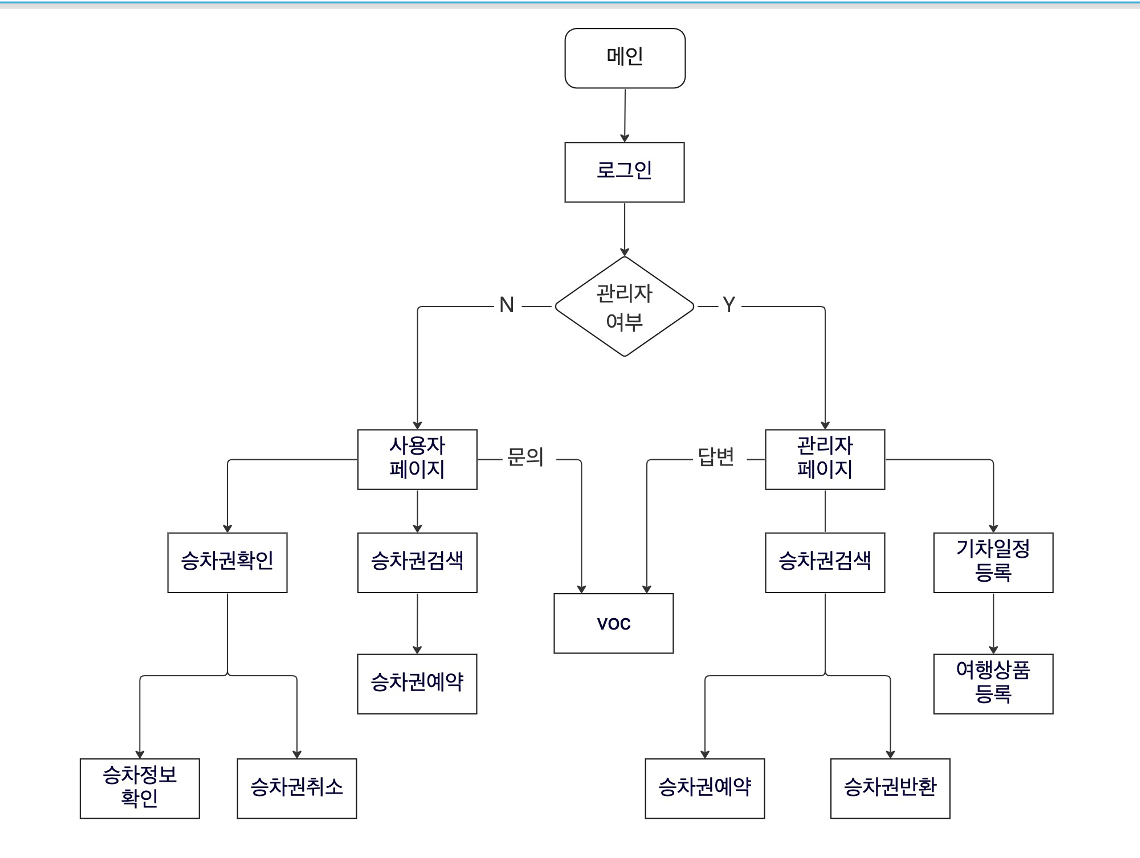 메인
로그인
관리자
여부
N
Y
사용자
페이지
문의
답변
관리자
페이지
승차권확인
승차권검색
승차권검색
기차일정
등록
voc
승차권예약
여행상품
등록
승차정보
확인
승차권취소
승차권예약
승차권반환